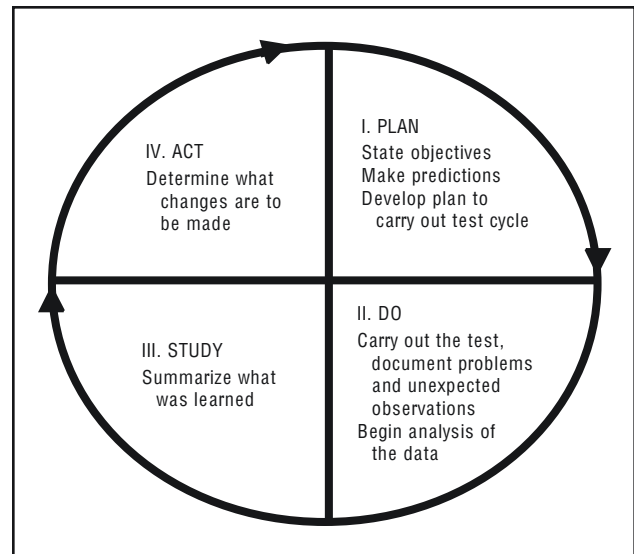 I. PLAN
State objectives
Make predictions
Develop plan to
carry out test cycle
II. DO
Carry out the test,
document problems
and unexpected
observations
Begin analysis of
the data
III. STUDY
Summarize what
was learned
IV. ACT
Determine what
changes are to
be made